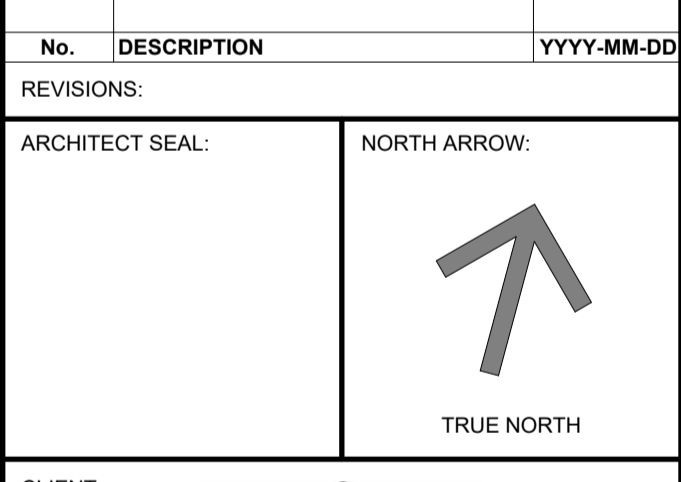 No. DESCRIPTION YYYY-MM-DD
REVISIONS:
ARCHITECT SEAL: NORTH ARROW:
TRUE NORTH